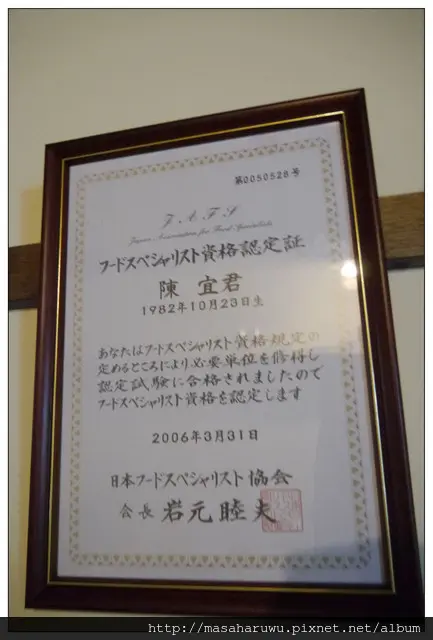 第0050528号
J A F S
Japan Association for Food Specialists
フードスペシャリスト資格認定証
陳 宜君
1982年10月23日生
あなたはフードスペシャリスト資格規定の
定めるところにより必要単位を修得し
認定試験に合格されましたので
フードスペシャリスト資格を認定します
2006年3月31日
日本フードスペシャリスト協会
会長 岩元睦夫
http://masaharuwu.pixnet.net/album